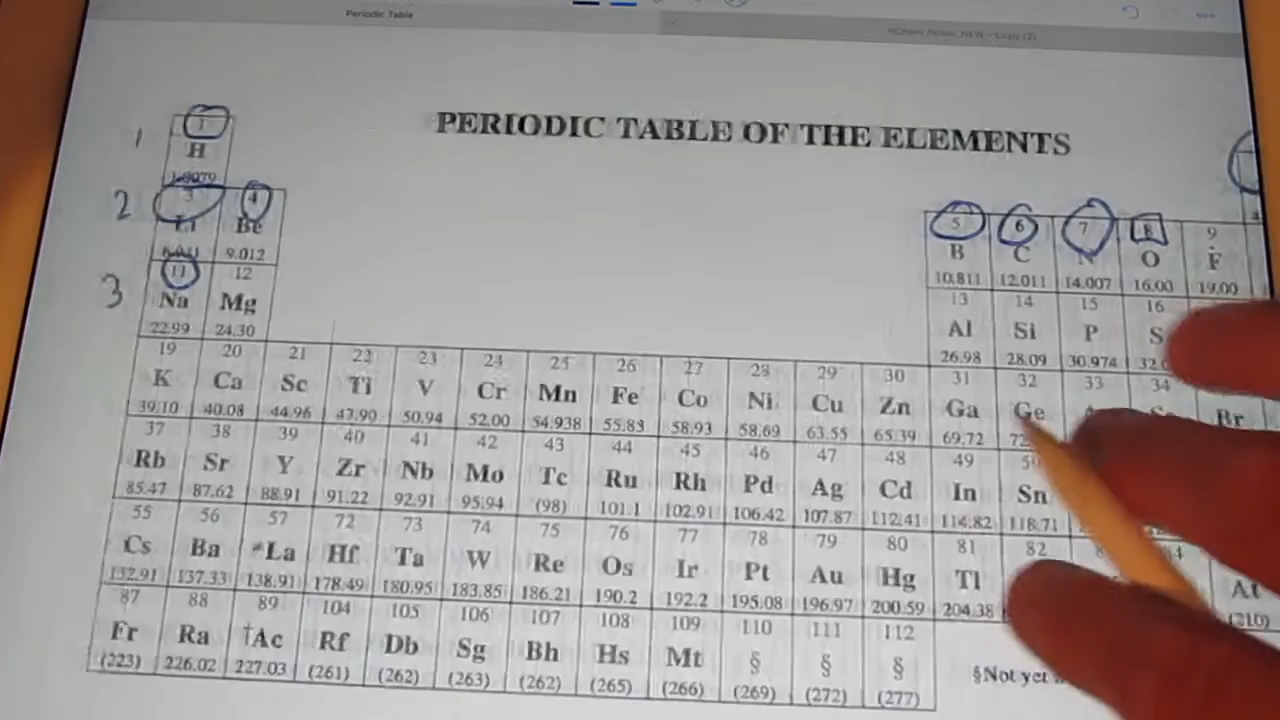 Periodic Table
HChem Notes_NEW - Copy (2)
PERIODIC TABLE OF THE ELEMENTS
1 1
H
1.0079
2 3 4 5 6 7 8 9
Li Be B C N O F
6.941 9.012 10.811 12.011 14.007 16.00 19.00
3 11 12 13 14 15 16
Na Mg Al Si P S
22.99 24.30 26.98 28.09 30.974
19 20 21 22 23 24 25 26 27 28 29 30 31 32 33 34
K Ca Sc Ti V Cr Mn Fe Co Ni Cu Zn Ga Ge Br
39.10 40.08 44.96 47.90 50.94 52.00 54.938 55.85 58.93 58.69 63.55 65.39 69.72
37 38 39 40 41 42 43 44 45 46 47 48 49
Rb Sr Y Zr Nb Mo Tc Ru Rh Pd Ag Cd In Sn
85.47 87.62 88.91 91.22 92.91 95.94 (98) 101.1 102.91 106.42 107.87 112.41 114.82 118.71
55 56 57 72 73 74 75 76 77 78 79 80 81 82
Cs Ba *La Hf Ta W Re Os Ir Pt Au Hg Tl At
132.91 137.33 138.91 178.49 180.95 183.85 186.21 190.2 192.2 195.08 196.97 200.59 204.38 (210)
87 88 89 104 105 106 107 108 109 110 111 112
Fr Ra †Ac Rf Db Sg Bh Hs Mt § § §
(223) 226.02 227.03 (261) (262) (263) (262) (265) (266) (269) (272) (277)
§Not yet